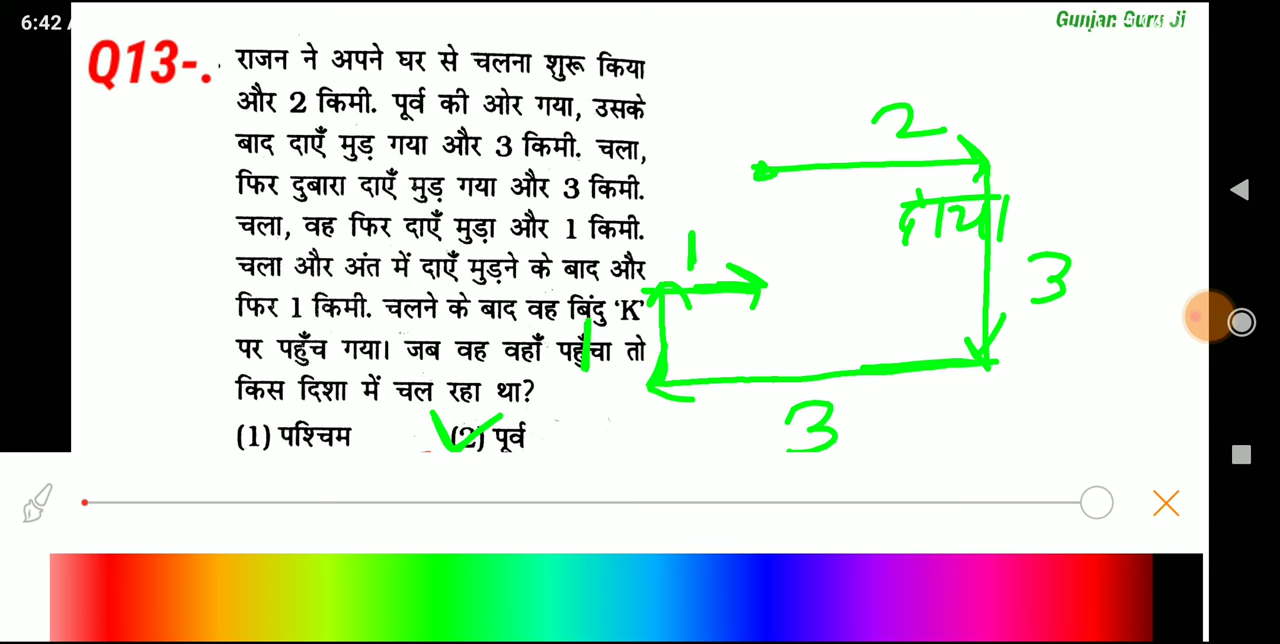 6:42
Gunjan Guru Ji
Q13-.
राजन ने अपने घर से चलना शुरू किया
और 2 किमी. पूर्व की ओर गया, उसके
बाद दाएँ मुड़ गया और 3 किमी. चला,
फिर दुबारा दाएँ मुड़ गया और 3 किमी.
चला, वह फिर दाएँ मुड़ा और 1 किमी.
चला और अंत में दाएँ मुड़ने के बाद और
फिर 1 किमी. चलने के बाद वह बिंदु ‘K’
पर पहुँच गया। जब वह वहाँ पहुँचा तो
किस दिशा में चल रहा था?
(1) पश्चिम (2) पूर्व
2
दाया
3
1
1
3